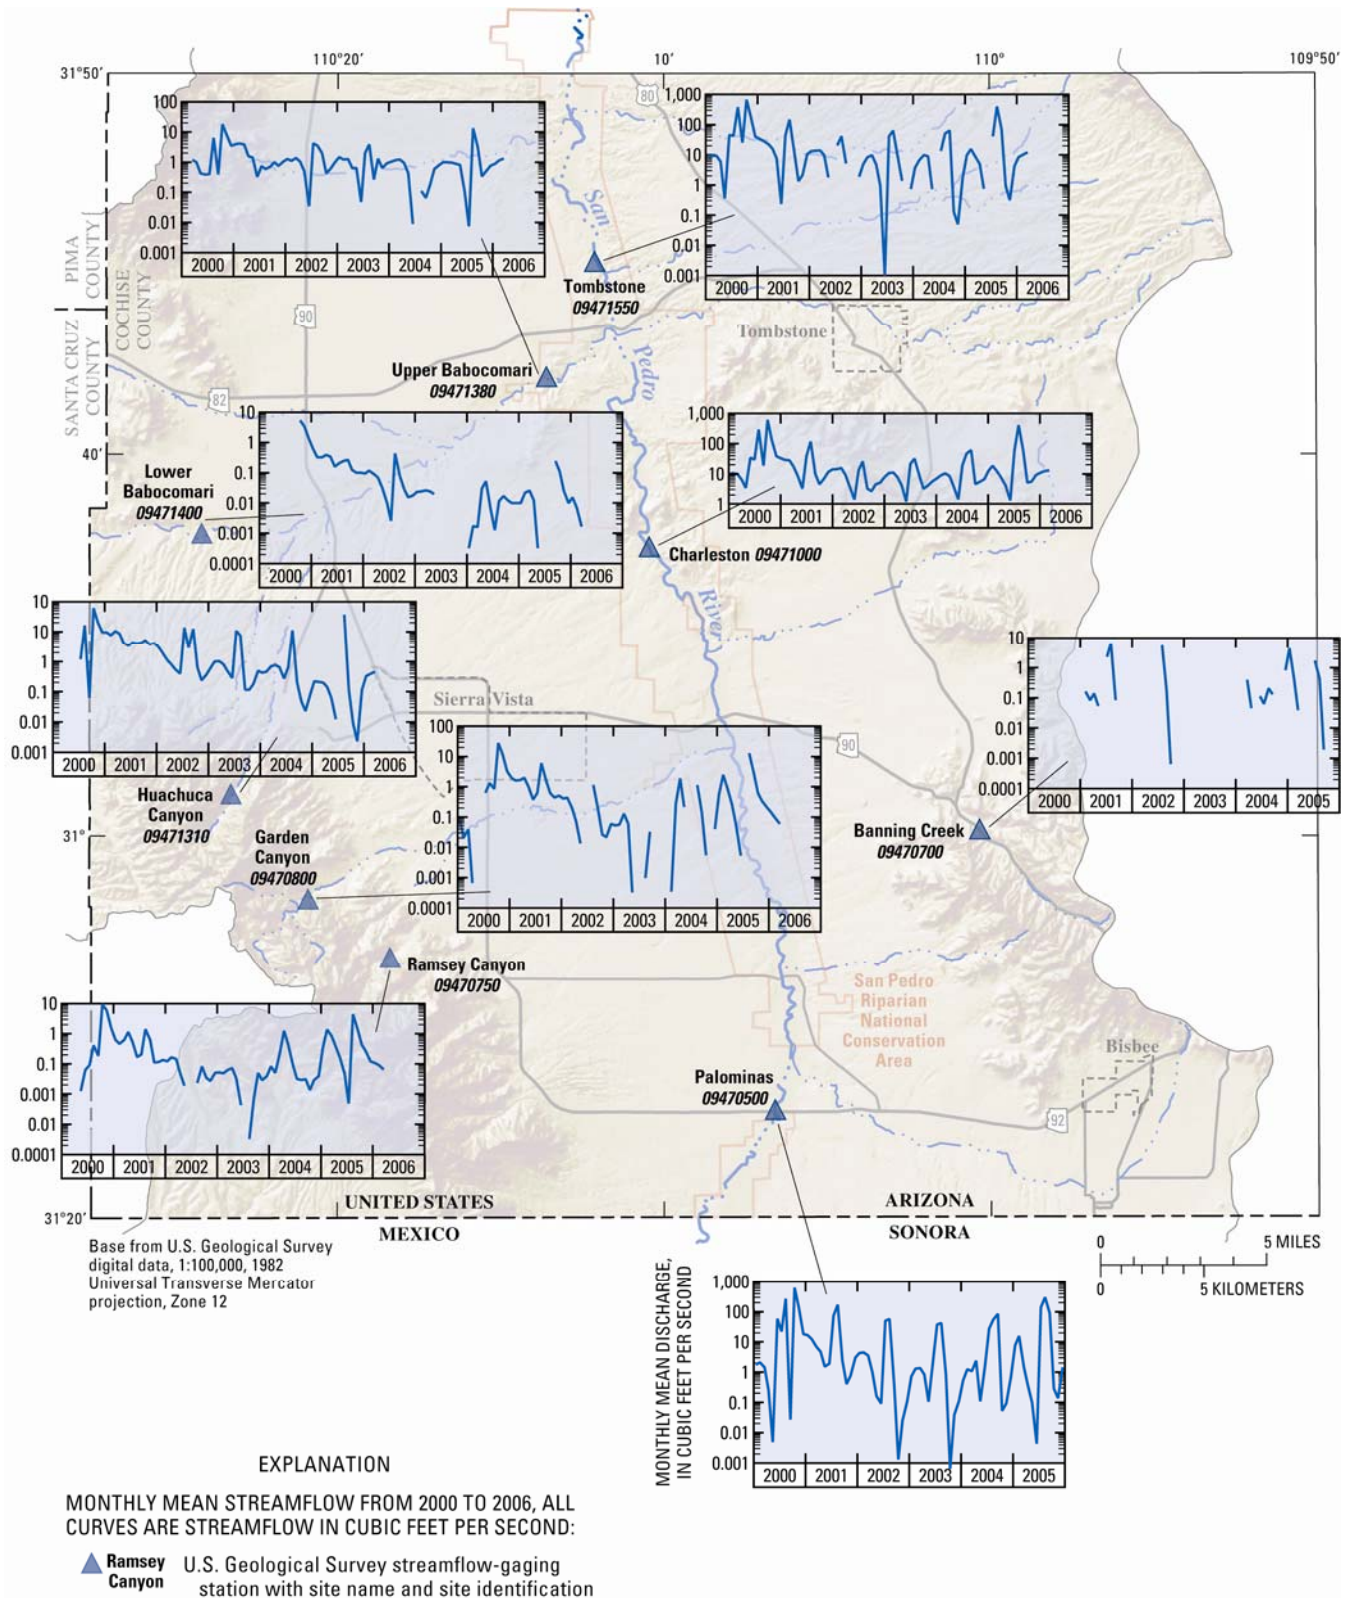 110°20'
10'
110°
109°50'
31°50'
80
100
10
1
0.1
0.01
0.001
2000 2001 2002 2003 2004 2005 2006
1,000
100
10
1
0.1
0.01
0.001
2000 2001 2002 2003 2004 2005 2006
PIMA
COUNTY
COCHISE
COUNTY
SANTA CRUZ
COUNTY
San
Tombstone
09471550
90
Tombstone
Pedro
Upper Babocomari
09471380
82
10
1
0.1
0.01
0.001
0.0001
2000 2001 2002 2003 2004 2005 2006
1,000
100
10
1
2000 2001 2002 2003 2004 2005 2006
40'
Lower
Babocomari
09471400
Charleston 09471000
River
10
1
0.1
0.01
0.001
2000 2001 2002 2003 2004 2005 2006
10
1
0.1
0.01
0.001
0.0001
2000 2001 2002 2003 2004 2005
Sierra Vista
90
100
10
1
0.1
0.01
0.001
0.0001
2000 2001 2002 2003 2004 2005 2006
Huachuca
Canyon
09471310
31°
Garden
Canyon
09470800
Banning Creek
09470700
Ramsey Canyon
09470750
San Pedro
Riparian
National
Conservation
Area
10
1
0.1
0.001
0.01
0.0001
2000 2001 2002 2003 2004 2005 2006
Bisbee
Palominas
09470500
92
UNITED STATES
ARIZONA
31°20'
MEXICO
SONORA
Base from U.S. Geological Survey
digital data, 1:100,000, 1982
Universal Transverse Mercator
projection, Zone 12
0 5 MILES
0 5 KILOMETERS
MONTHLY MEAN DISCHARGE,
IN CUBIC FEET PER SECOND
1,000
100
10
1
0.1
0.01
0.001
2000 2001 2002 2003 2004 2005
EXPLANATION
MONTHLY MEAN STREAMFLOW FROM 2000 TO 2006, ALL
CURVES ARE STREAMFLOW IN CUBIC FEET PER SECOND:
Ramsey
Canyon
U.S. Geological Survey streamflow-gaging
station with site name and site identification